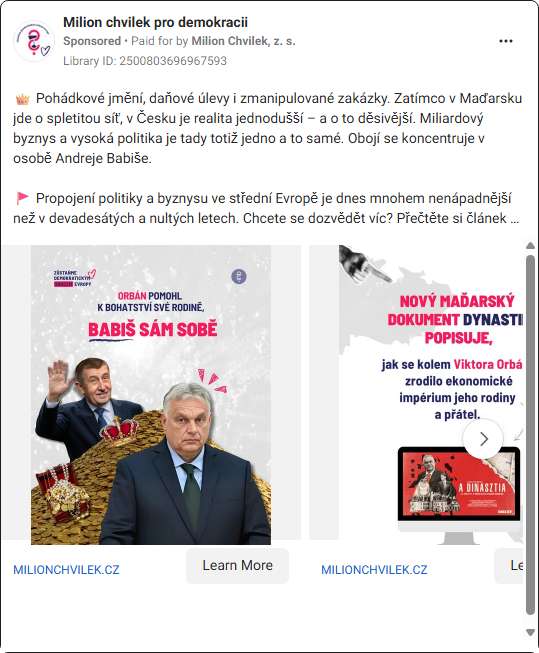 Milion chvilek pro demokracii
Sponsored • Paid for by Milion Chvilek, z. s.
Library ID: 2500803696967593
Pohádkové jmění, daňové úlevy i zmanipulované zakázky. Zatímco v Maďarsku
jde o spletitou síť, v Česku je realita jednodušší – a o to děsivější. Miliardový
byznys a vysoká politika je tady totiž jedno a to samé. Obojí se koncentruje v
osobě Andreje Babiše.
Propojení politiky a byznysu ve střední Evropě je dnes mnohem nenápadnější
než v devadesátých a nultých letech. Chcete se dozvědět víc? Přečtěte si článek ...
ZŮSTAŇME
DEMOKRATICKÝM
SRDCEM EVROPY
ORBÁN POMOHL
K BOHATSTVÍ SVÉ RODINĚ,
BABIŠ SÁM SOBĚ
MILIONCHVILEK.CZ
Learn More
NOVÝ MAĎARSKÝ
DOKUMENT DYNASTI
POPISUJE,
jak se kolem Viktora Orbá
zrodilo ekonomické
impérium jeho rodiny
a přátel.
A DINASZTIA
MILIONCHVILEK.CZ
Le